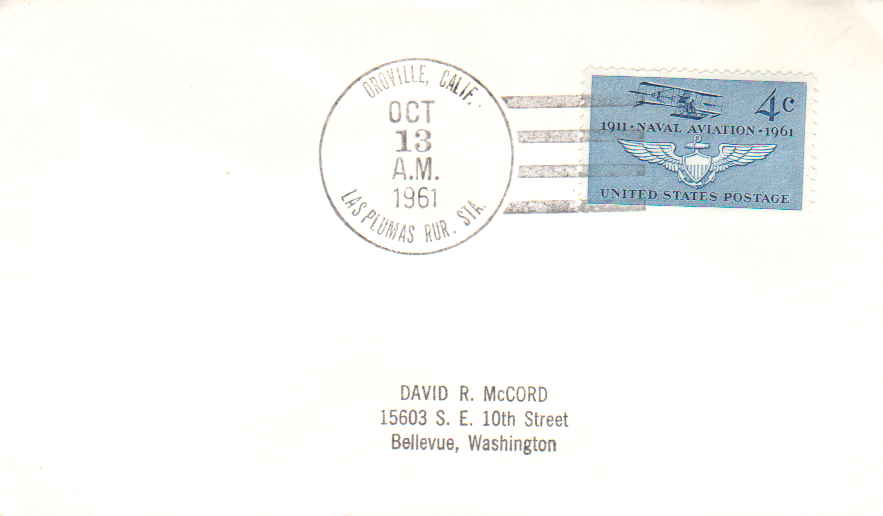 OROVILLE, CALIF.
OCT
13
A.M.
1961
LAS PLUMAS RUR. STA.
4c
1911 · NAVAL AVIATION · 1961
UNITED STATES POSTAGE
DAVID R. McCORD
15603 S. E. 10th Street
Bellevue, Washington